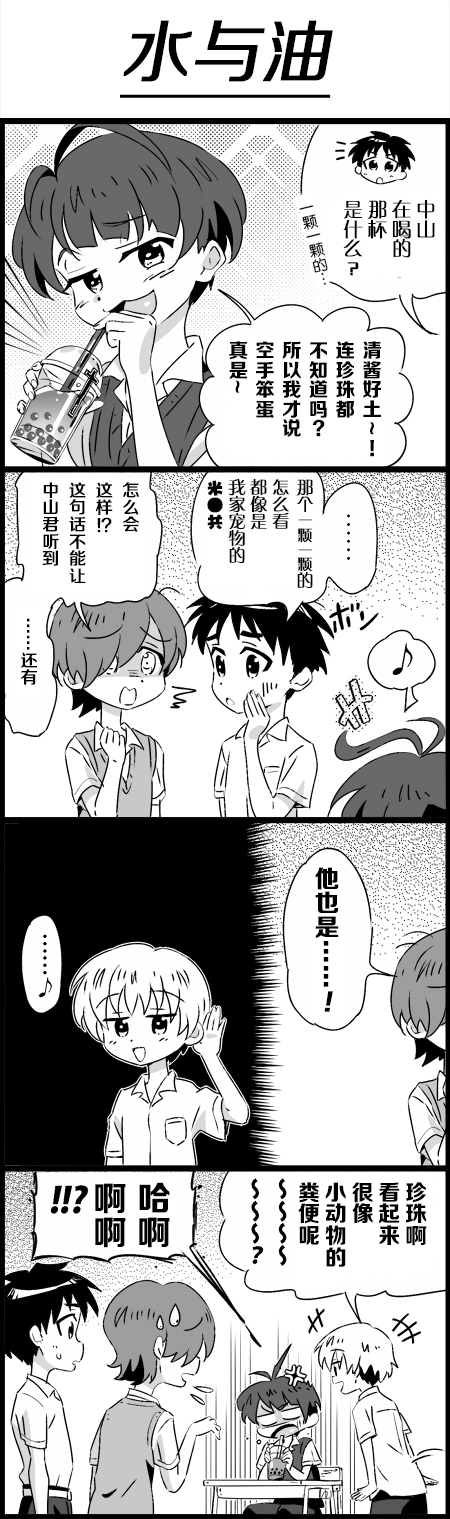 水与油
中山
在喝的
那杯
是什么?
一颗一颗的…
清酱好土~!
连珍珠都
不知道吗?
所以我才说
空手笨蛋
真是~
……
那个一颗一颗的
怎么看
都像是
我家宠物的
米●共
ボソ
♪
怎么会
这样!?
这句话不能让
中山君听到
……还有
他也是……!
……♪
珍珠啊
看起来
很像
小动物的
粪便呢
~~~~
~~~~?
哈啊
啊啊
!!!?